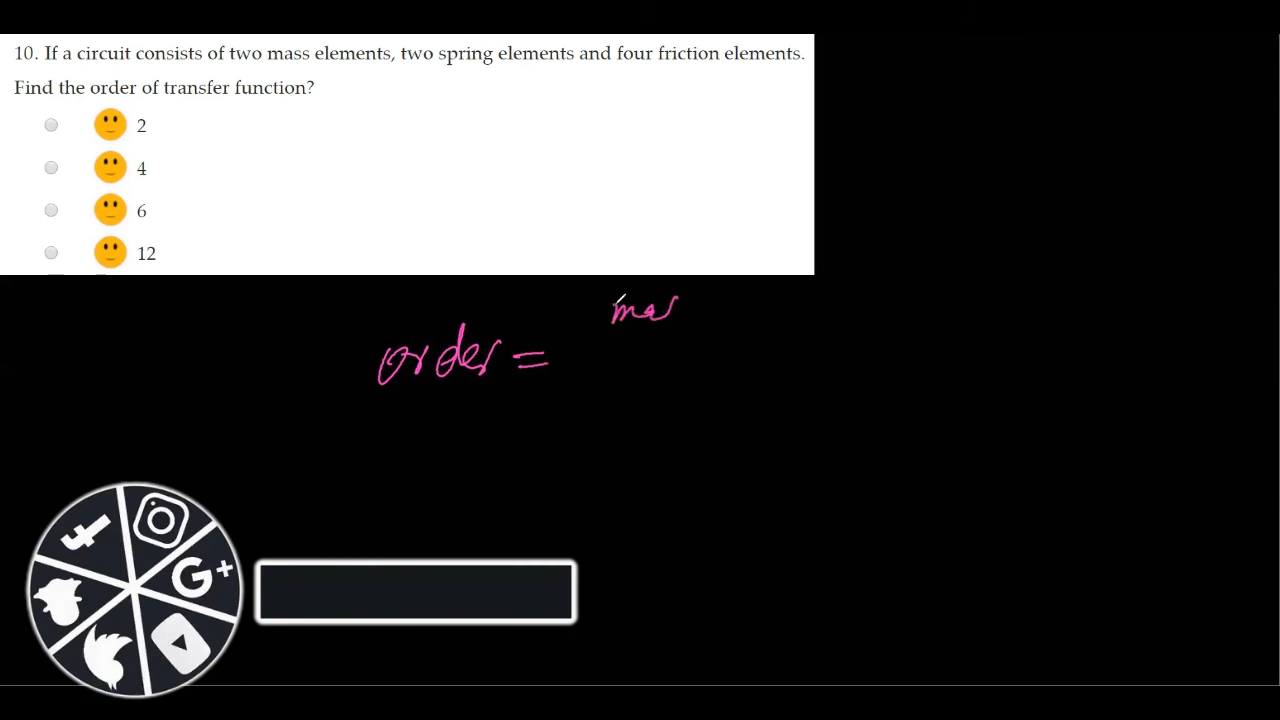 10. If a circuit consists of two mass elements, two spring elements and four friction elements.
Find the order of transfer function?
2
4
6
12
mas
order =
G+